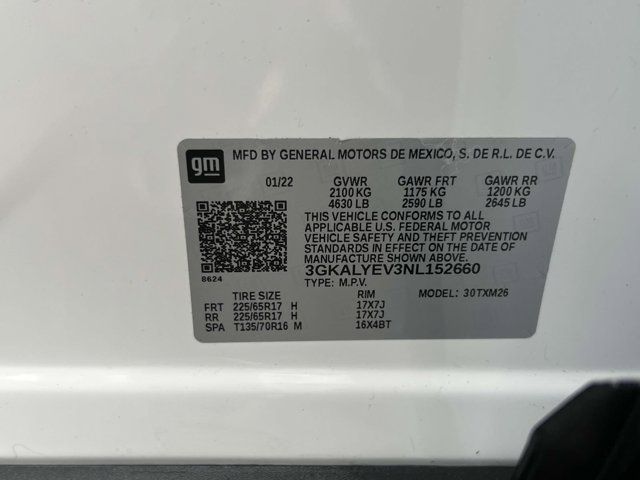 gm MFD BY GENERAL MOTORS DE MEXICO, S. DE R.L. DE C.V.
01/22 GVWR GAWR FRT GAWR RR
2100 KG 1175 KG 1200 KG
4630 LB 2590 LB 2645 LB
THIS VEHICLE CONFORMS TO ALL
APPLICABLE U.S. FEDERAL MOTOR
VEHICLE SAFETY STANDARDS
IN EFFECT ON THE DATE OF
MANUFACTURE SHOWN ABOVE.
8624 3GKALYEV3NL152660
TYPE: M.P.V.
TIRE SIZE RIM MODEL: 30TXM26
FRT 225/65R17 H 17X7J
RR 225/65R17 H 17X7J
SPA T135/70R16 M 16X4BT